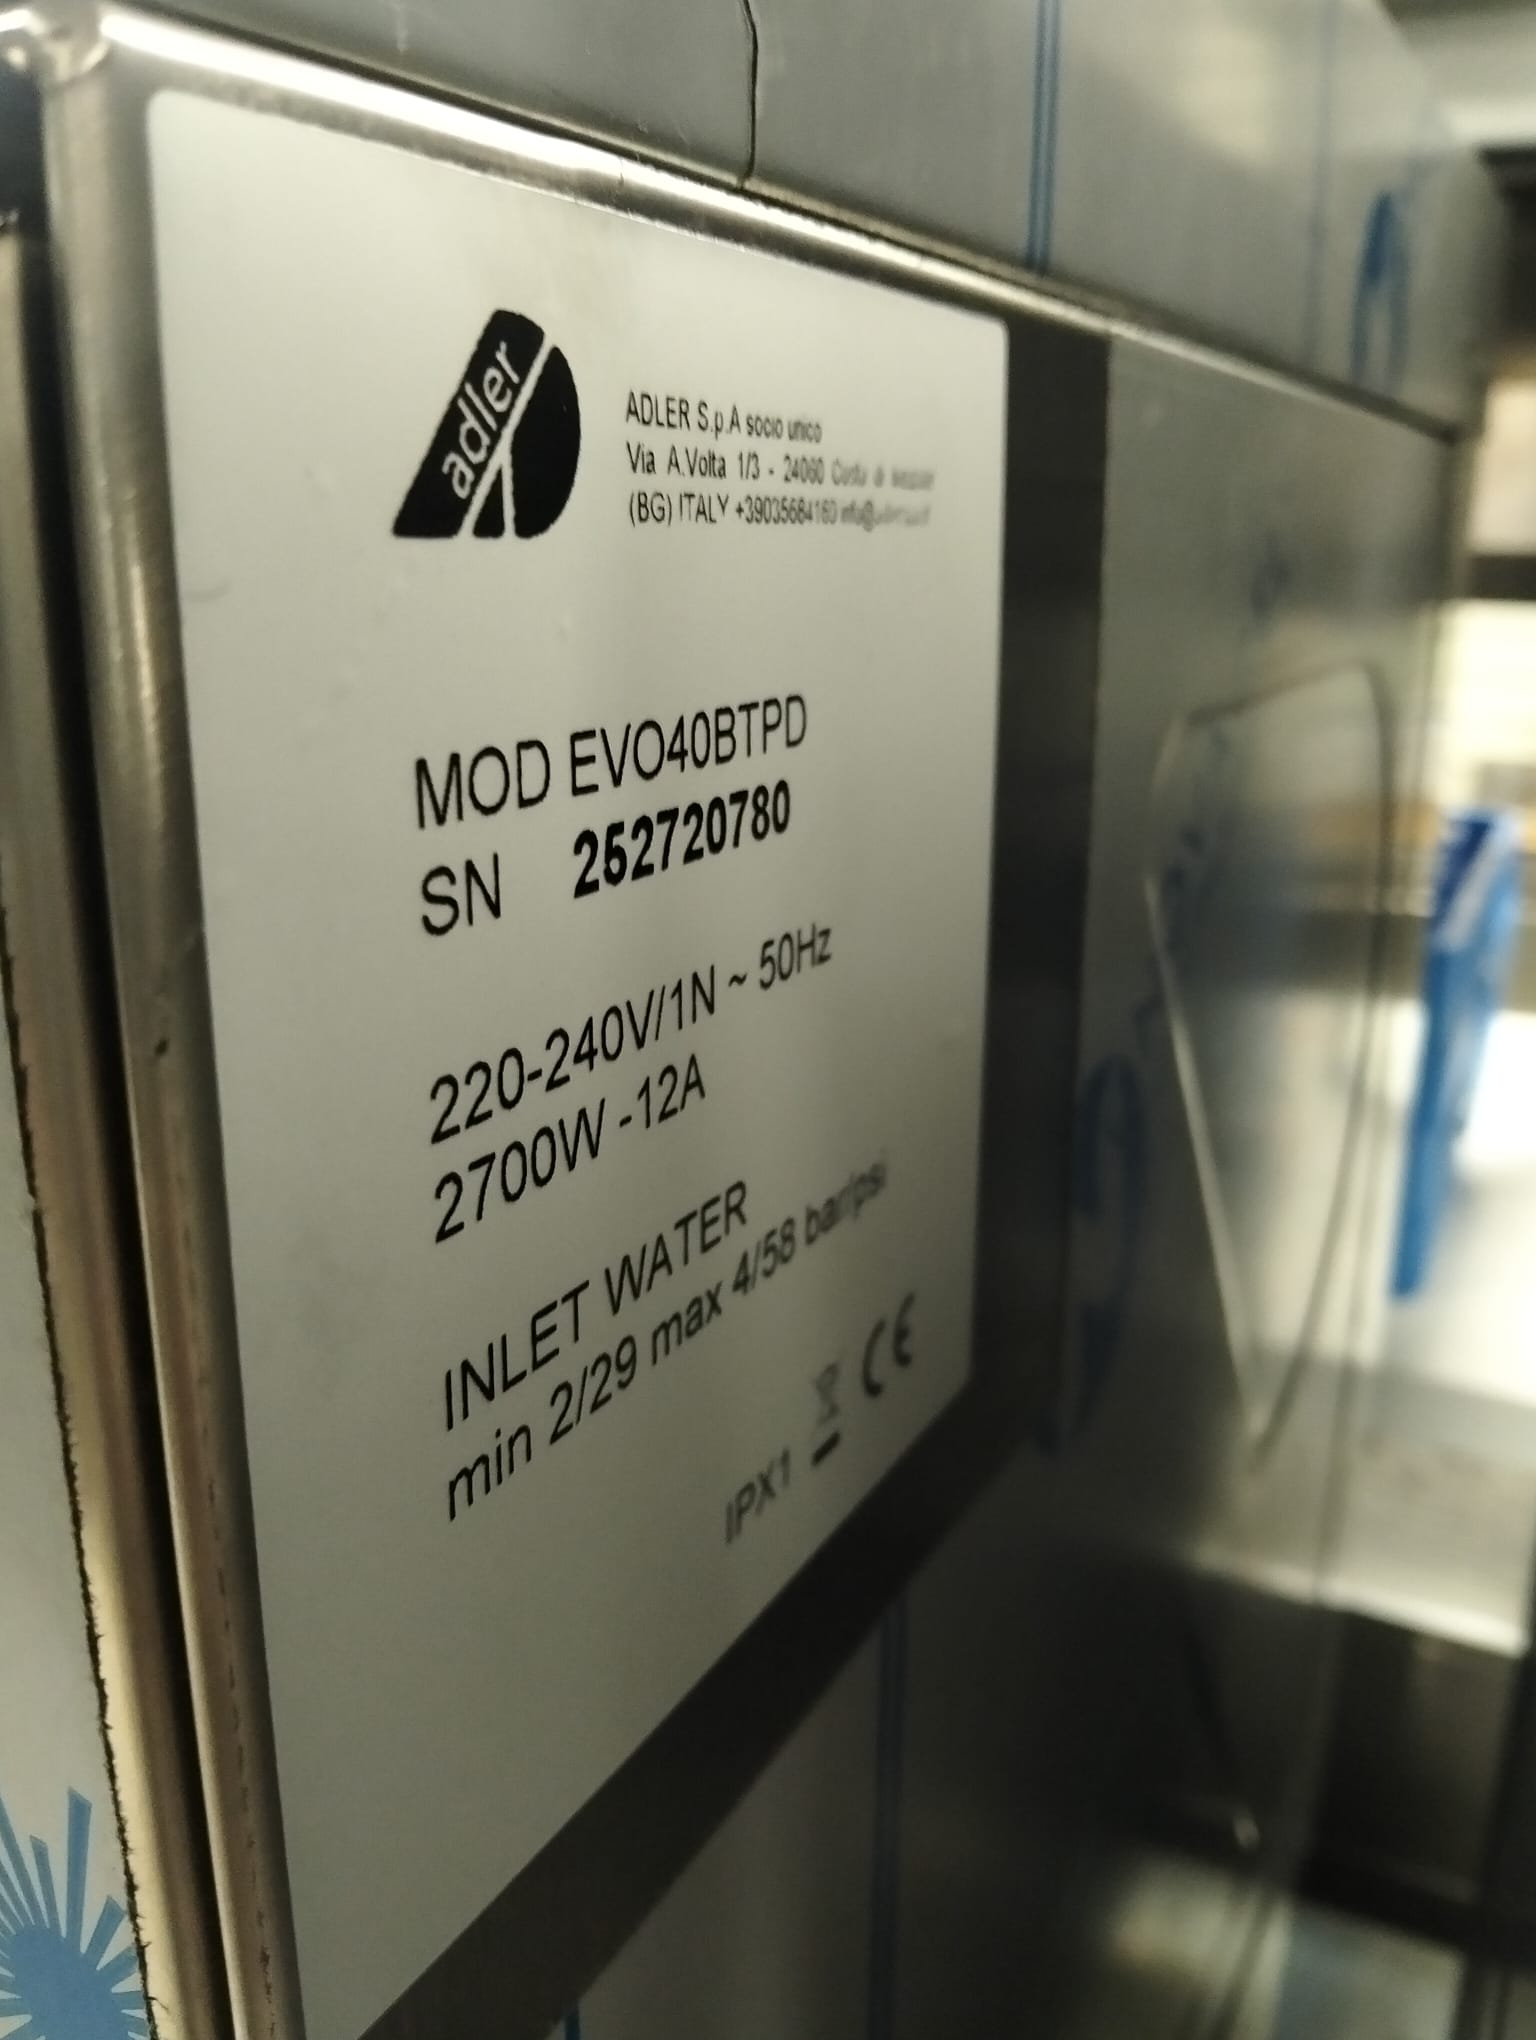 adler
ADLER S.p.A socio unico
Via A.Volta 1/3 - 24060
(BG) ITALY +39035684160
MOD EVO40BTPD
SN 252720780
220-240V/1N ~ 50Hz
2700W -12A
INLET WATER
min 2/29 max 4/58 bar/psi
IPX1 CE